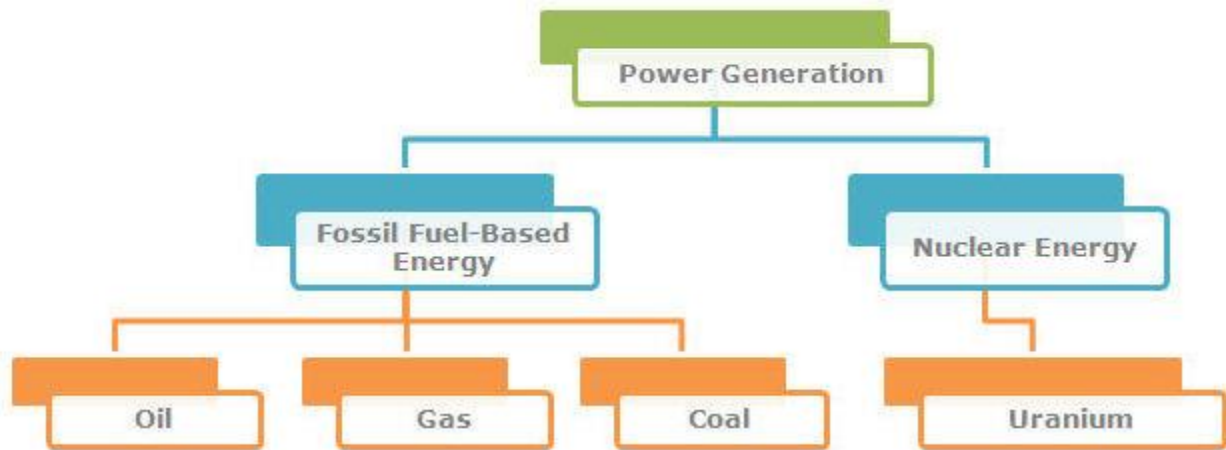 Power Generation
Fossil Fuel-Based
Energy
Nuclear Energy
Oil
Gas
Coal
Uranium